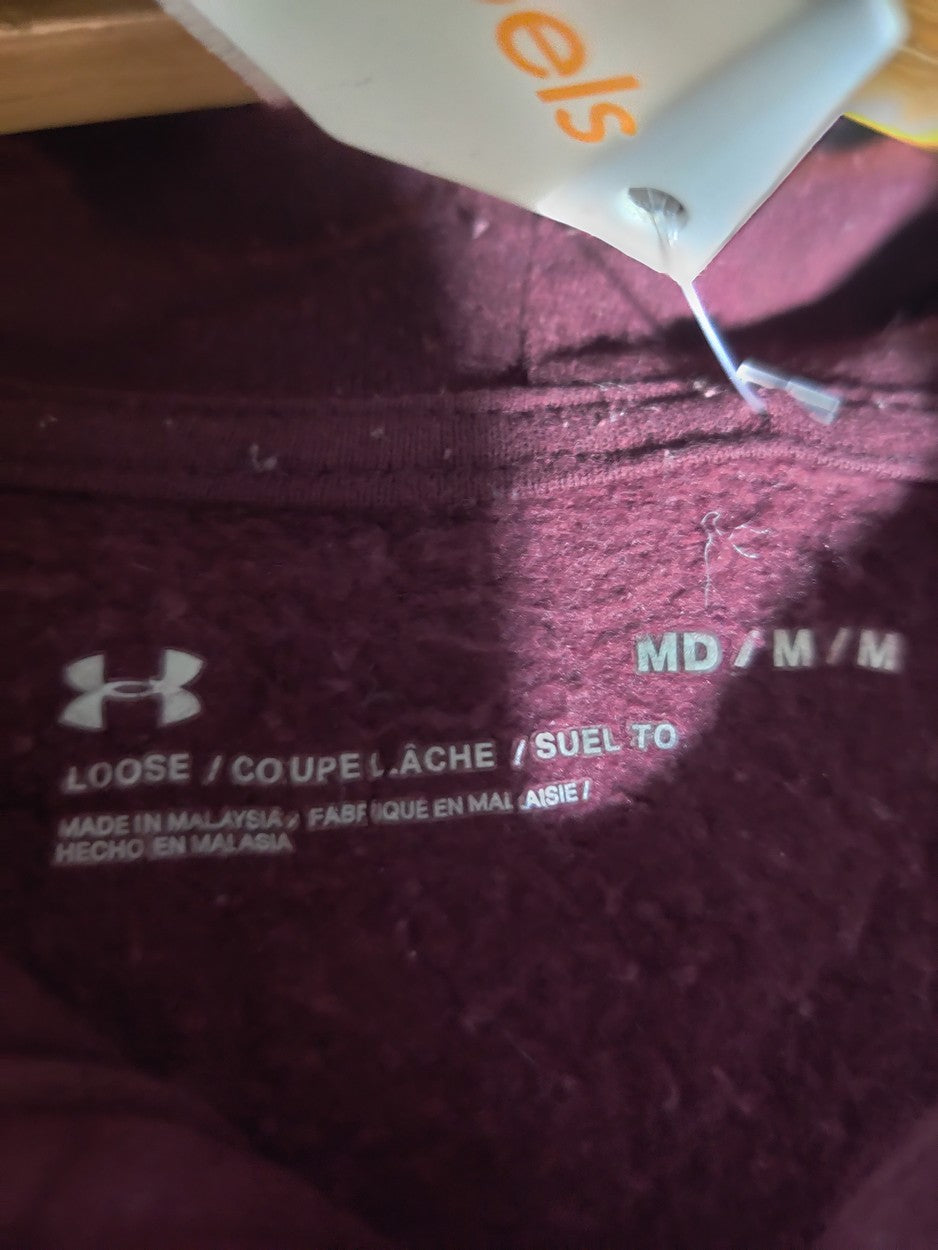 els
MD / M / M
LOOSE / COUPE LÂCHE / SUELTO
MADE IN MALAYSIA / FABRIQUÉ EN MALAISIE /
HECHO EN MALASIA